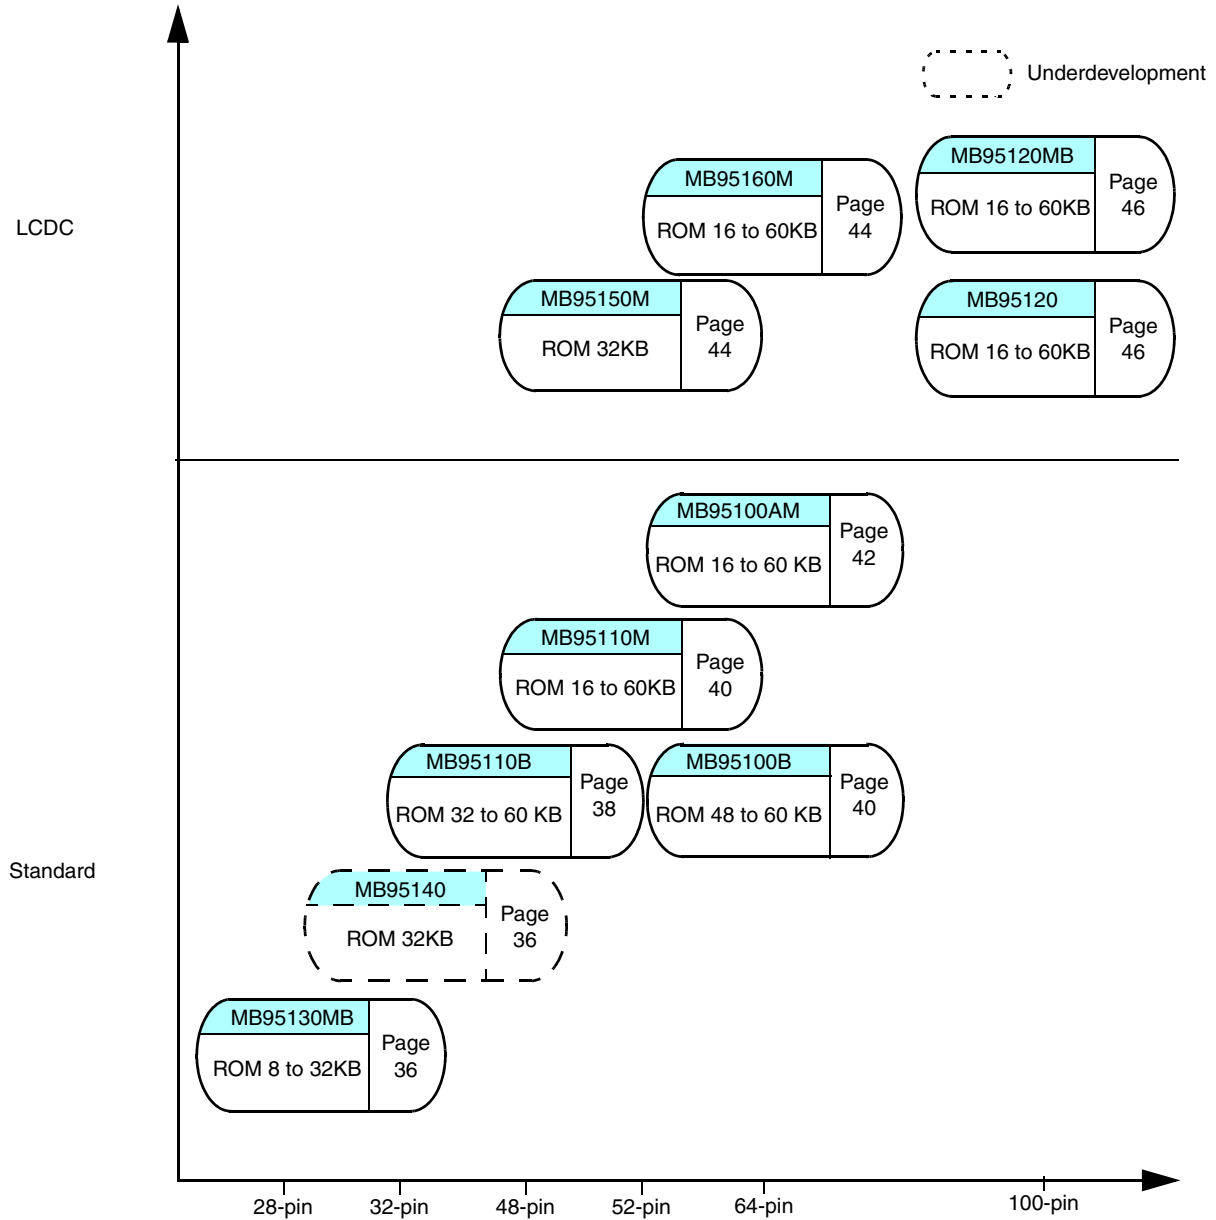 Underdevelopment
LCDC
MB95160M
ROM 16 to 60KB
Page
44
MB95120MB
ROM 16 to 60KB
Page
46
MB95150M
ROM 32KB
Page
44
MB95120
ROM 16 to 60KB
Page
46
Standard
MB95100AM
ROM 16 to 60 KB
Page
42
MB95110M
ROM 16 to 60KB
Page
40
MB95110B
ROM 32 to 60 KB
Page
38
MB95100B
ROM 48 to 60 KB
Page
40
MB95140
ROM 32KB
Page
36
MB95130MB
ROM 8 to 32KB
Page
36
28-pin
32-pin
48-pin
52-pin
64-pin
100-pin